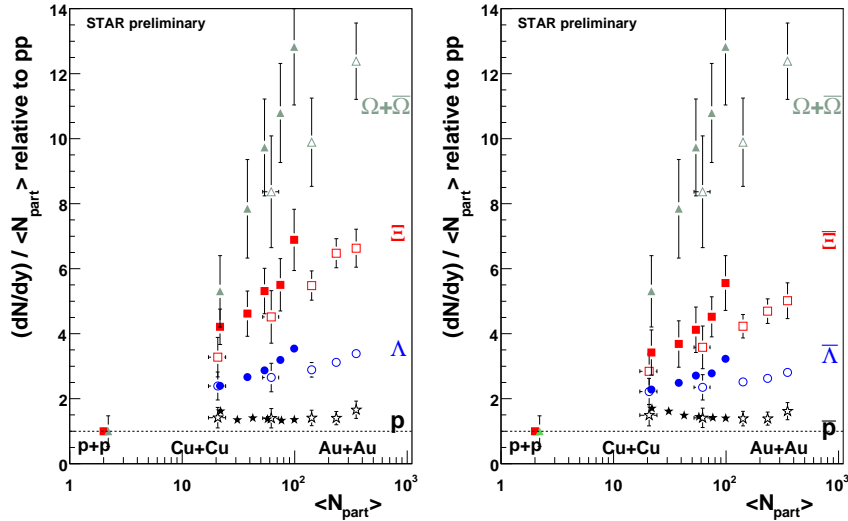 STAR preliminary
(dN/dy) / <N_part> relative to pp
14
12
10
8
6
4
2
0
Ω+Ω̅
Ξ
Λ
p
p+p
Cu+Cu
Au+Au
1
10
10²
10³
<N_part>
STAR preliminary
(dN/dy) / <N_part> relative to pp
14
12
10
8
6
4
2
0
Ω+Ω̅
Ξ̅
Λ̅
p̅
p+p
Cu+Cu
Au+Au
1
10
10²
10³
<N_part>